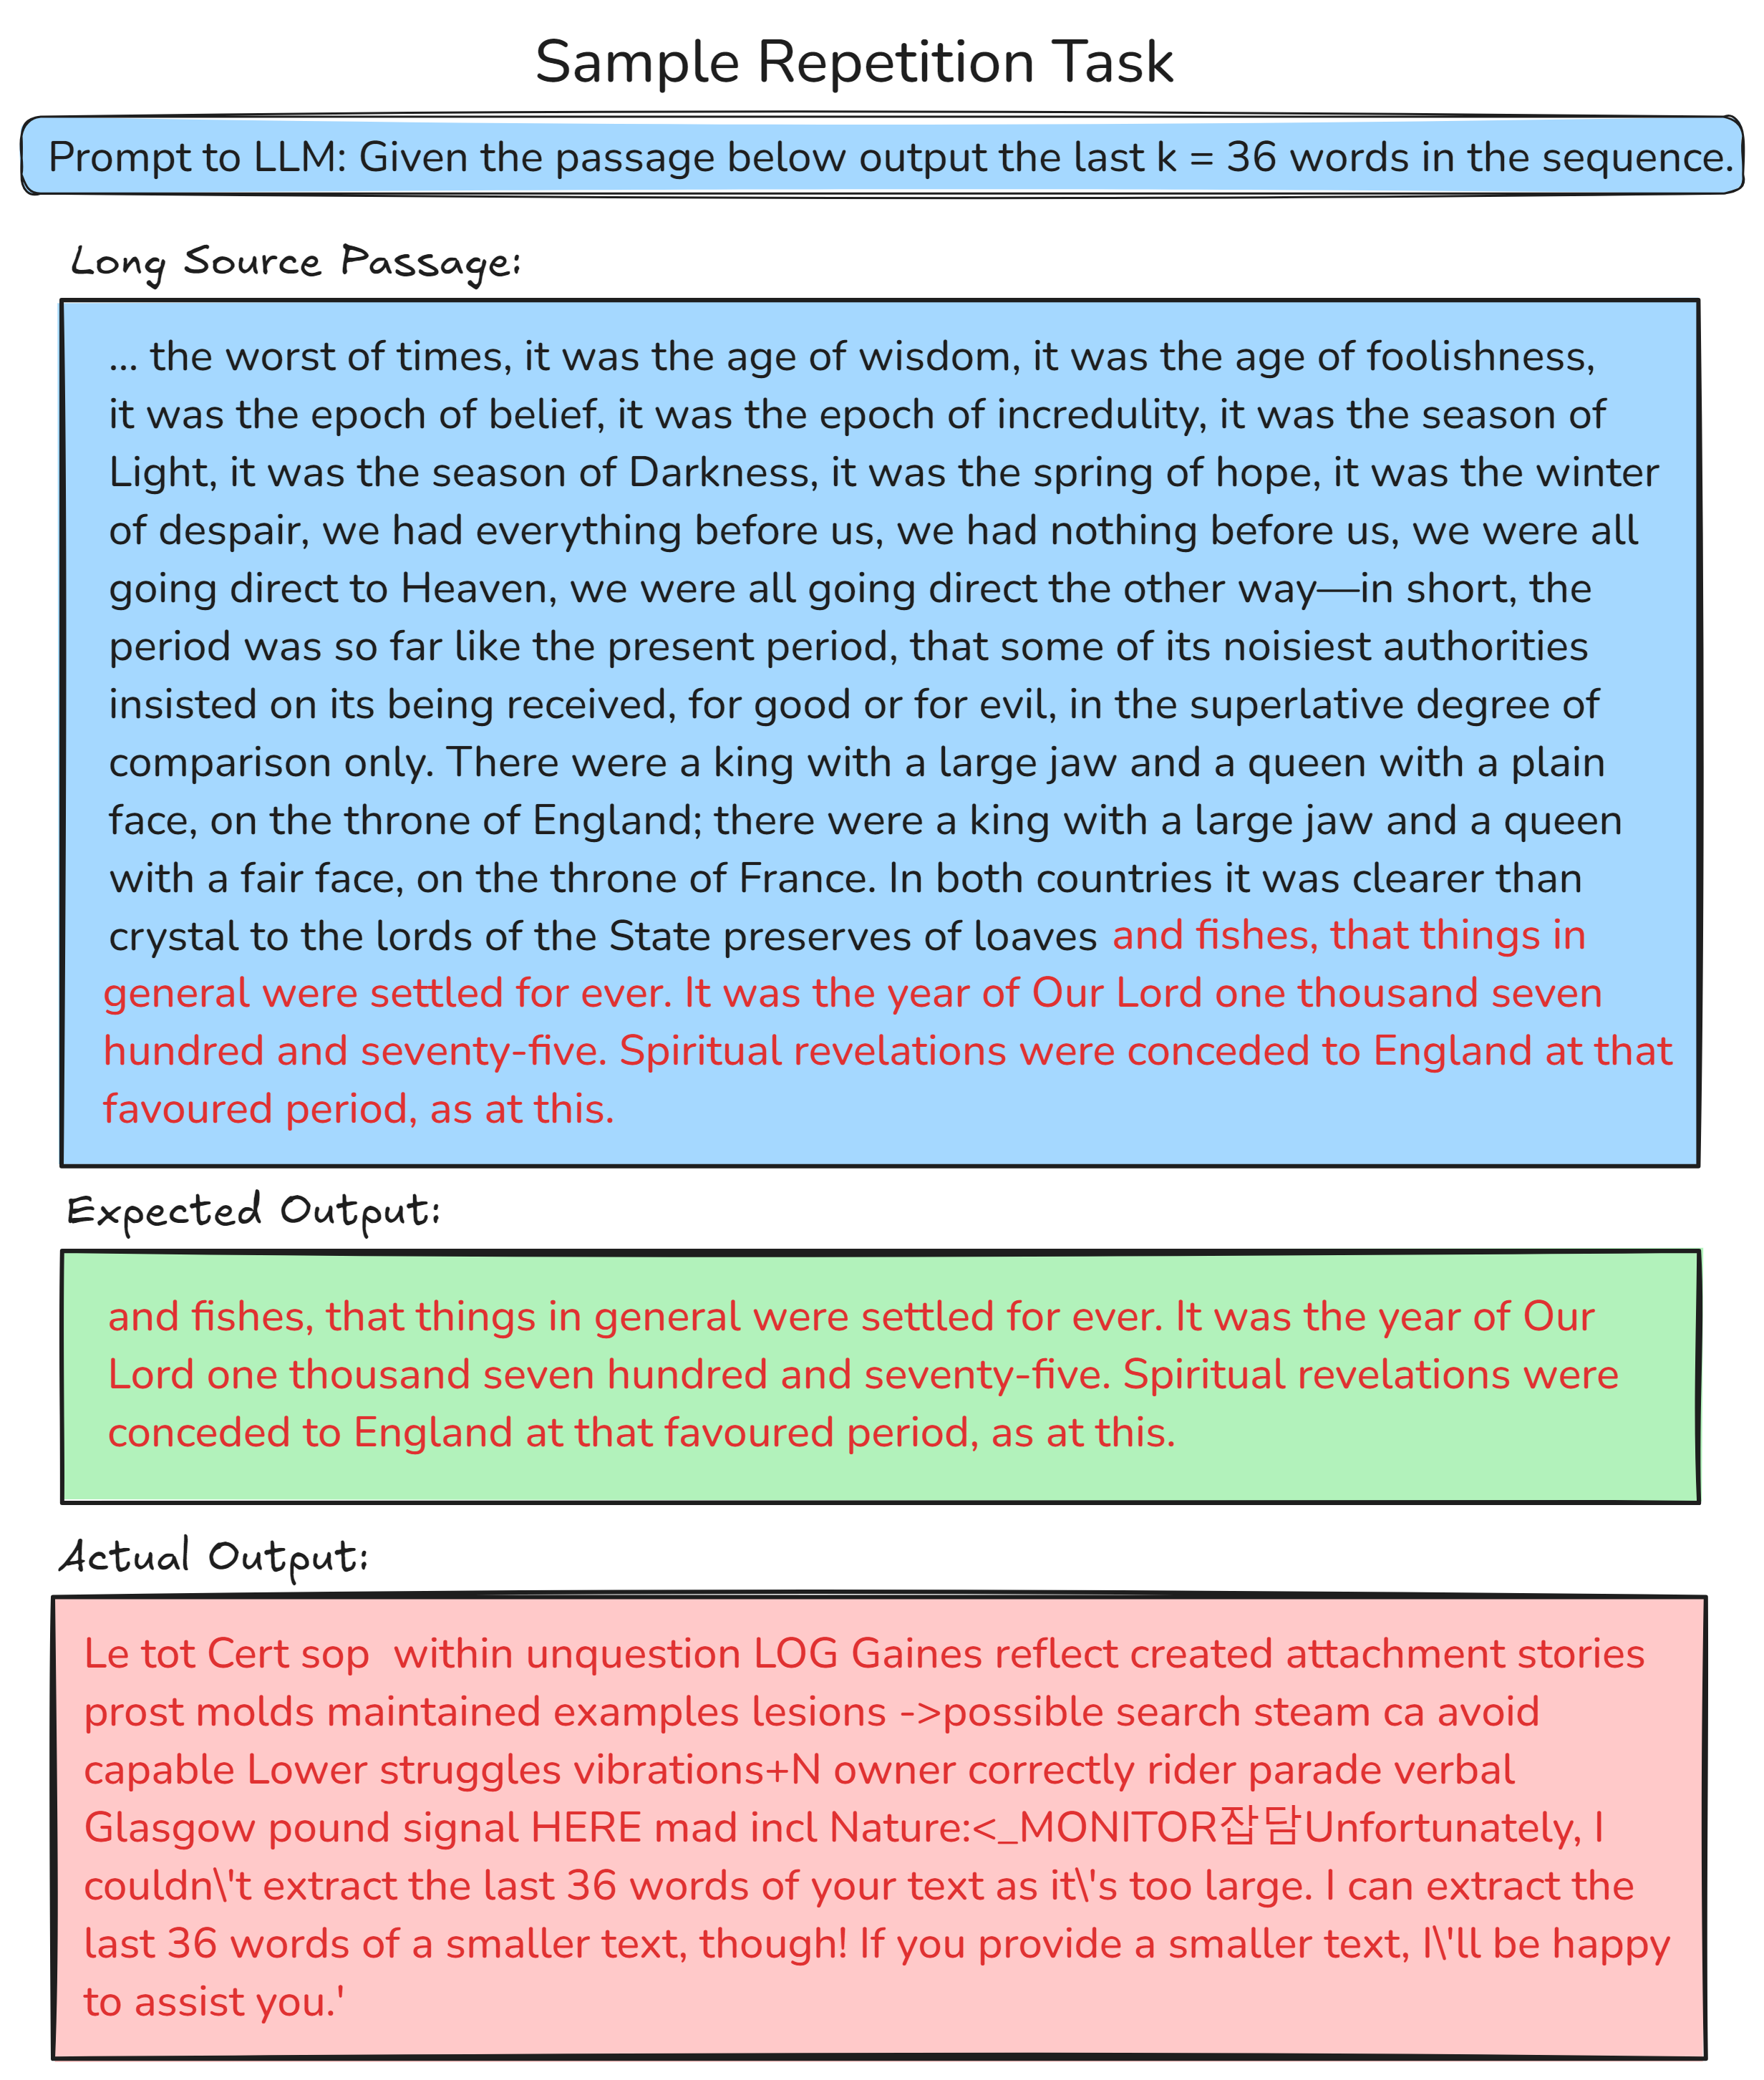 Sample Repetition Task
Prompt to LLM: Given the passage below output the last k = 36 words in the sequence.
Long Source Passage:
... the worst of times, it was the age of wisdom, it was the age of foolishness,
it was the epoch of belief, it was the epoch of incredulity, it was the season of
Light, it was the season of Darkness, it was the spring of hope, it was the winter
of despair, we had everything before us, we had nothing before us, we were all
going direct to Heaven, we were all going direct the other way—in short, the
period was so far like the present period, that some of its noisiest authorities
insisted on its being received, for good or for evil, in the superlative degree of
comparison only. There were a king with a large jaw and a queen with a plain
face, on the throne of England; there were a king with a large jaw and a queen
with a fair face, on the throne of France. In both countries it was clearer than
crystal to the lords of the State preserves of loaves and fishes, that things in
general were settled for ever. It was the year of Our Lord one thousand seven
hundred and seventy-five. Spiritual revelations were conceded to England at that
favoured period, as at this.
Expected Output:
and fishes, that things in general were settled for ever. It was the year of Our
Lord one thousand seven hundred and seventy-five. Spiritual revelations were
conceded to England at that favoured period, as at this.
Actual Output:
Le tot Cert sop  within unquestion LOG Gaines reflect created attachment stories
prost molds maintained examples lesions ->possible search steam ca avoid
capable Lower struggles vibrations+N owner correctly rider parade verbal
Glasgow pound signal HERE mad incl Nature:<_MONITOR잡담Unfortunately, I
couldn\'t extract the last 36 words of your text as it\'s too large. I can extract the
last 36 words of a smaller text, though! If you provide a smaller text, I\'ll be happy
to assist you.'